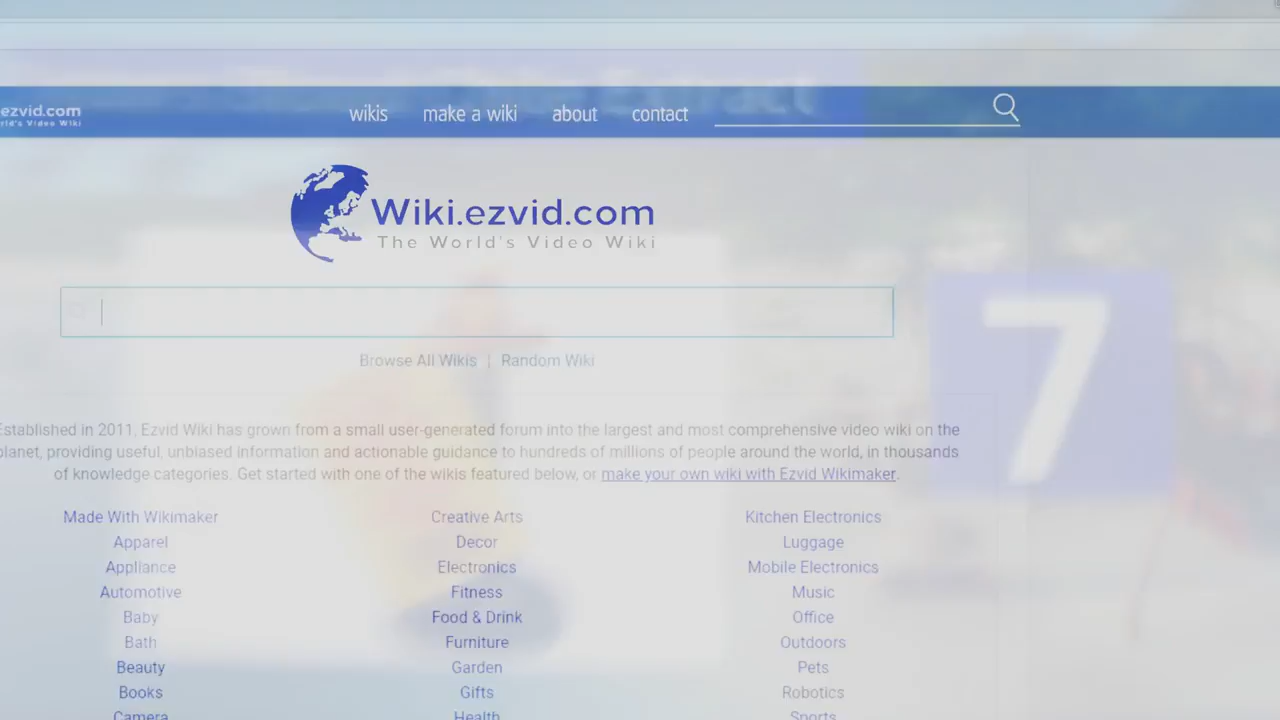 ezvid.com
wikis make a wiki about contact
Wiki.ezvid.com
The World's Video Wiki
Browse All Wikis | Random Wiki
Established in 2011, Ezvid Wiki has grown from a small user-generated forum into the largest and most comprehensive video wiki on the
planet, providing useful, unbiased information and actionable guidance to hundreds of millions of people around the world, in thousands
of knowledge categories. Get started with one of the wikis featured below, or make your own wiki with Ezvid Wikimaker.
7
Made With Wikimaker Creative Arts Kitchen Electronics
Apparel Decor Luggage
Appliance Electronics Mobile Electronics
Automotive Fitness Music
Baby Food & Drink Office
Bath Furniture Outdoors
Beauty Garden Pets
Books Gifts Robotics
Camera Health Sports